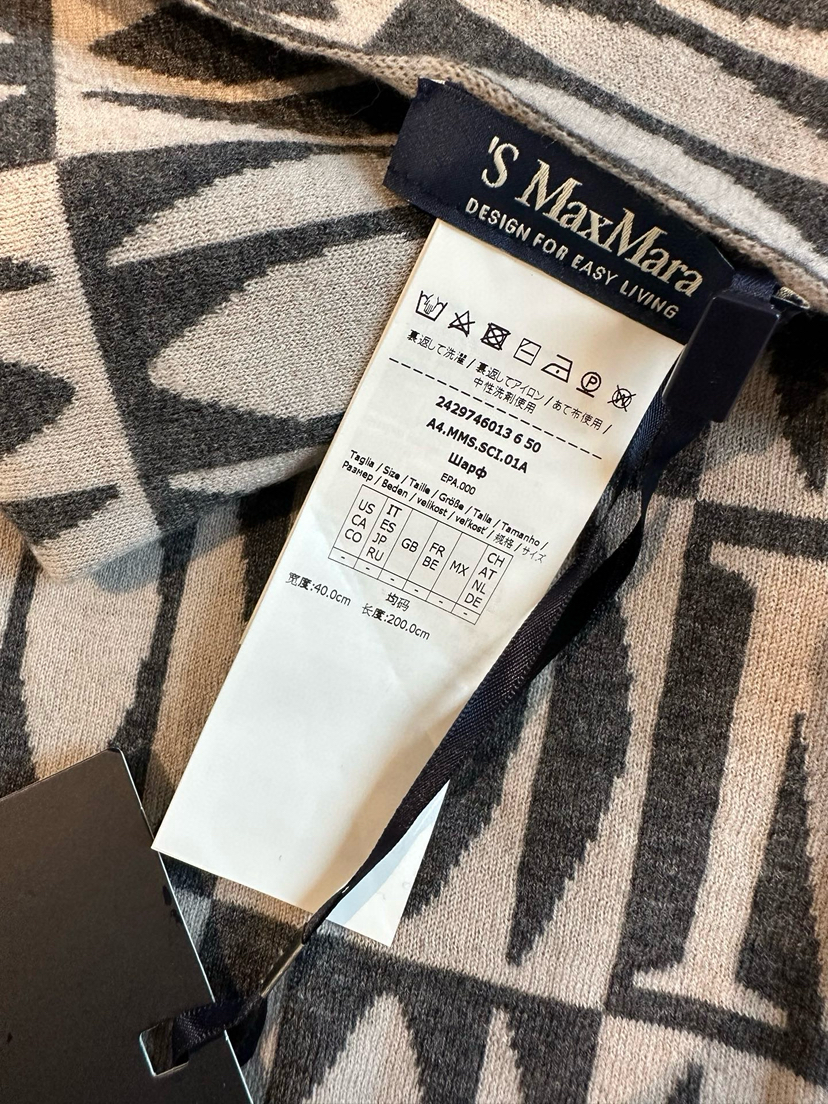 'S MaxMara
DESIGN FOR EASY LIVING
P
裏返して洗濯 / 裏返してアイロン / あて布使用 /
中性洗剤使用
2429746013 6 50
A4.MMS.SCI.01A
Шарф
EPA.000
Taglia / Size / Taille / Größe / Talla / Tamanho /
Размер / Beden / velikost / veľkosť / 规格 / サイズ
US CA CO IT ES JP RU GB FR BE MX CH AT NL DE
- - - - - -
均码
宽度:40.0cm 长度:200.0cm